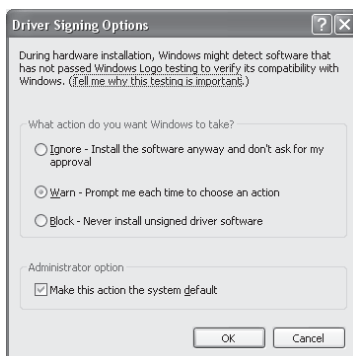 Driver Signing Options
During hardware installation, Windows might detect software that
has not passed Windows Logo testing to verify its compatibility with
Windows. (Tell me why this testing is important.)
What action do you want Windows to take?
Ignore - Install the software anyway and don't ask for my
approval
Warn - Prompt me each time to choose an action
Block - Never install unsigned driver software
Administrator option
Make this action the system default
OK Cancel